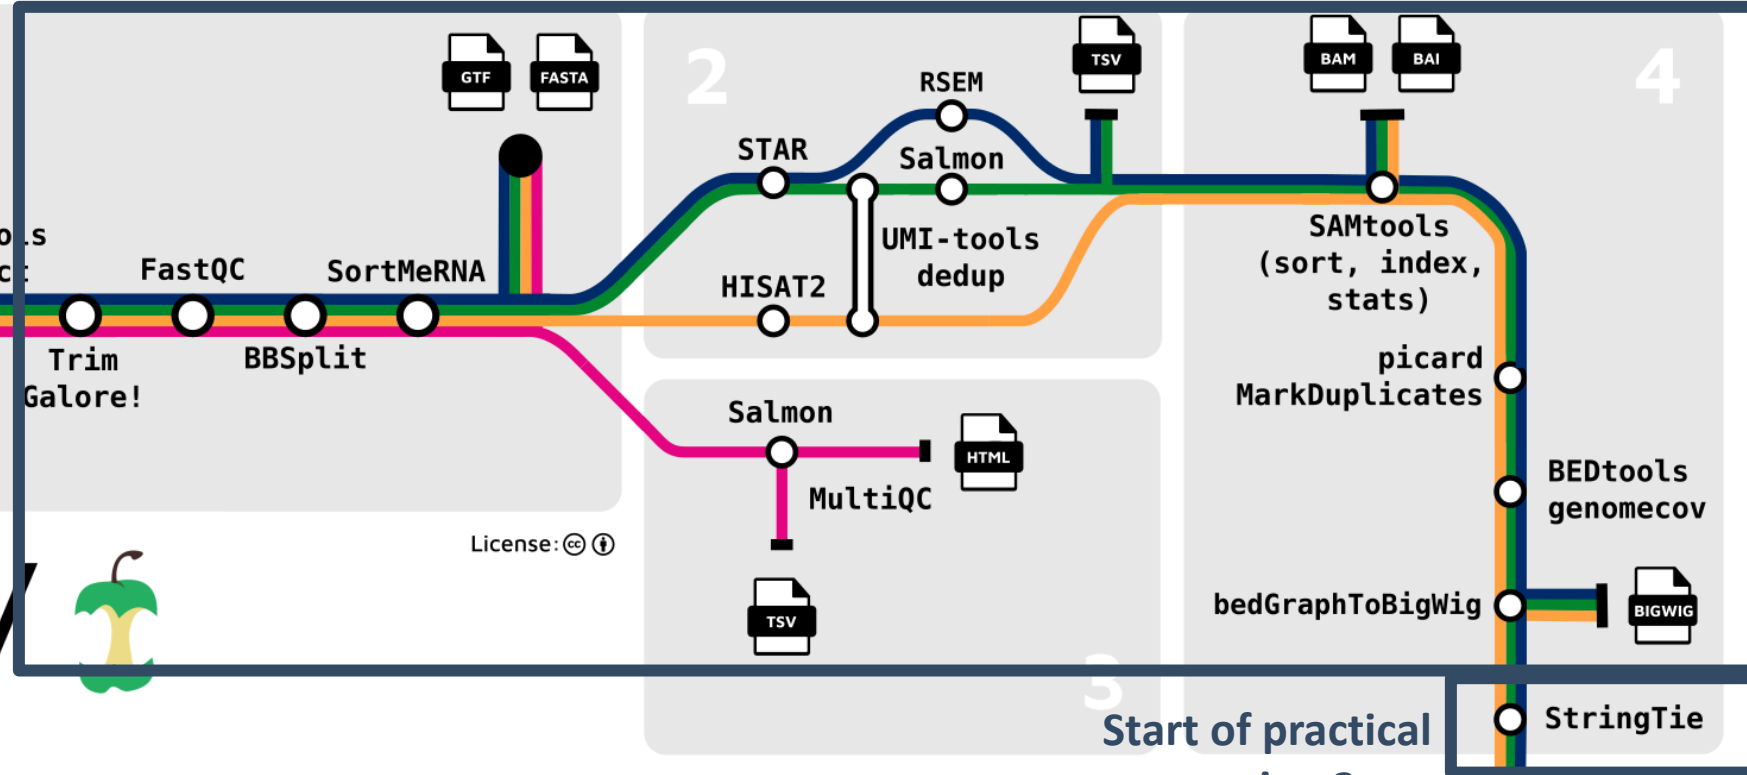 GTF
FASTA
FastQC
SortMeRNA
Trim
Galore!
BBSplit
License:
2
TSV
RSEM
STAR
Salmon
UMI-tools
dedup
HISAT2
Salmon
HTML
MultiQC
TSV
3
BAM
BAI
4
SAMtools
(sort, index,
stats)
picard
MarkDuplicates
BEDtools
genomecov
bedGraphToBigWig
BIGWIG
StringTie
Start of practical